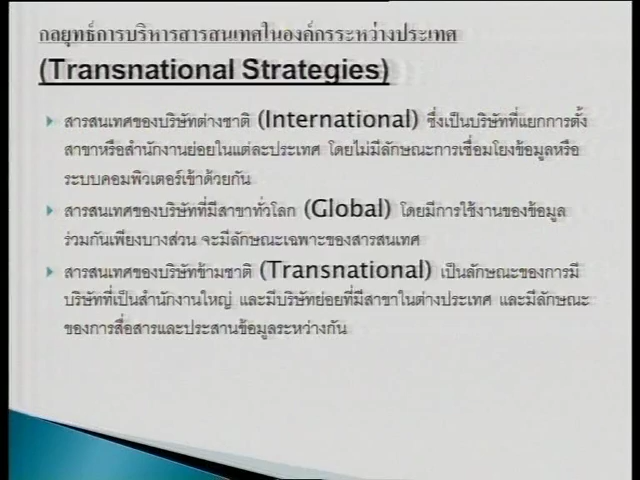 กลยุทธ์การบริหารสารสนเทศในองค์กรระหว่างประเทศ
(Transnational Strategies)
สารสนเทศของบริษัทต่างชาติ (International) ซึ่งเป็นบริษัทที่แยกการตั้ง
สาขาหรือสำนักงานย่อยในแต่ละประเทศ โดยไม่มีลักษณะการเชื่อมโยงข้อมูลหรือ
ระบบคอมพิวเตอร์เข้าด้วยกัน
สารสนเทศของบริษัทที่มีสาขาทั่วโลก (Global) โดยมีการใช้งานของข้อมูล
ร่วมกันเพียงบางส่วน จะมีลักษณะเฉพาะของสารสนเทศ
สารสนเทศของบริษัทข้ามชาติ (Transnational) เป็นลักษณะของการมี
บริษัทที่เป็นสำนักงานใหญ่ และมีบริษัทย่อยที่มีสาขาในต่างประเทศ และมีลักษณะ
ของการสื่อสารและประสานข้อมูลระหว่างกัน